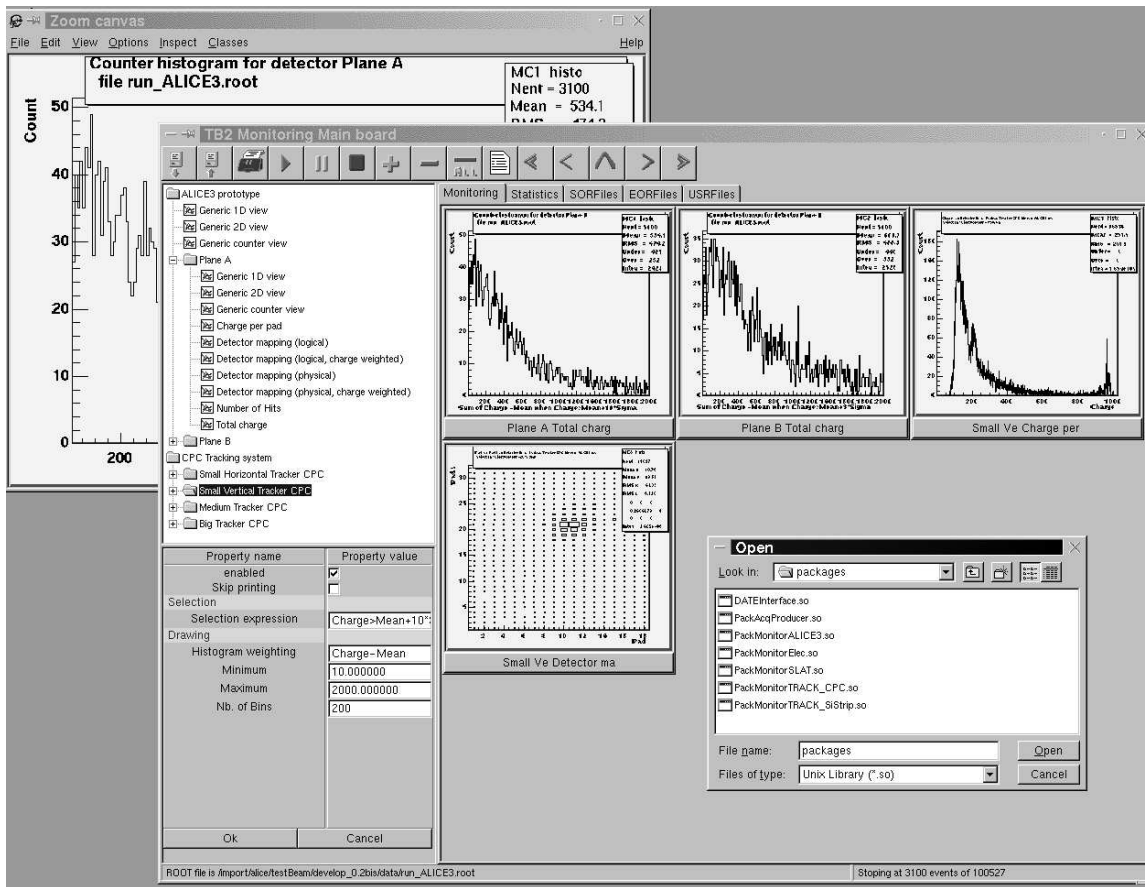 Zoom canvas
File Edit View Options Inspect Classes Help
Counter histogram for detector Plane A
file run_ALICE3.root
MC1 histo
Nent = 3100
Mean = 534.1
Count
50
40
30
20
10
0
200
TB2 Monitoring Main board
ALL
ALICE3 prototype
Generic 1D view
Generic 2D view
Generic counter view
Plane A
Generic 1D view
Generic 2D view
Generic counter view
Charge per pad
Detector mapping (logical)
Detector mapping (logical, charge weighted)
Detector mapping (physical)
Detector mapping (physical, charge weighted)
Number of Hits
Total charge
Plane B
CPC Tracking system
Small Horizontal Tracker CPC
Small Vertical Tracker CPC
Medium Tracker CPC
Big Tracker CPC
Property name Property value
enabled
Skip printing
Selection
Selection expression Charge>Mean+10*
Drawing
Histogram weighting Charge-Mean
Minimum 10.000000
Maximum 2000.000000
Nb. of Bins 200
Ok Cancel
Monitoring Statistics SORFiles EORFiles USRFiles
Plane A Total charg
Plane B Total charg
Small Ve Charge per
Small Ve Detector ma
Open
Look in: packages
DATEInterface.so
PackAcqProducer.so
PackMonitorALICE3.so
PackMonitorElec.so
PackMonitorSLAT.so
PackMonitorTRACK_CPC.so
PackMonitorTRACK_SiStrip.so
File name: packages Open
Files of type: Unix Library (*.so) Cancel
ROOT file is /import/alice/testBeam/develop_0.2bis/data/run_ALICE3.root
Stoping at 3100 events of 100527